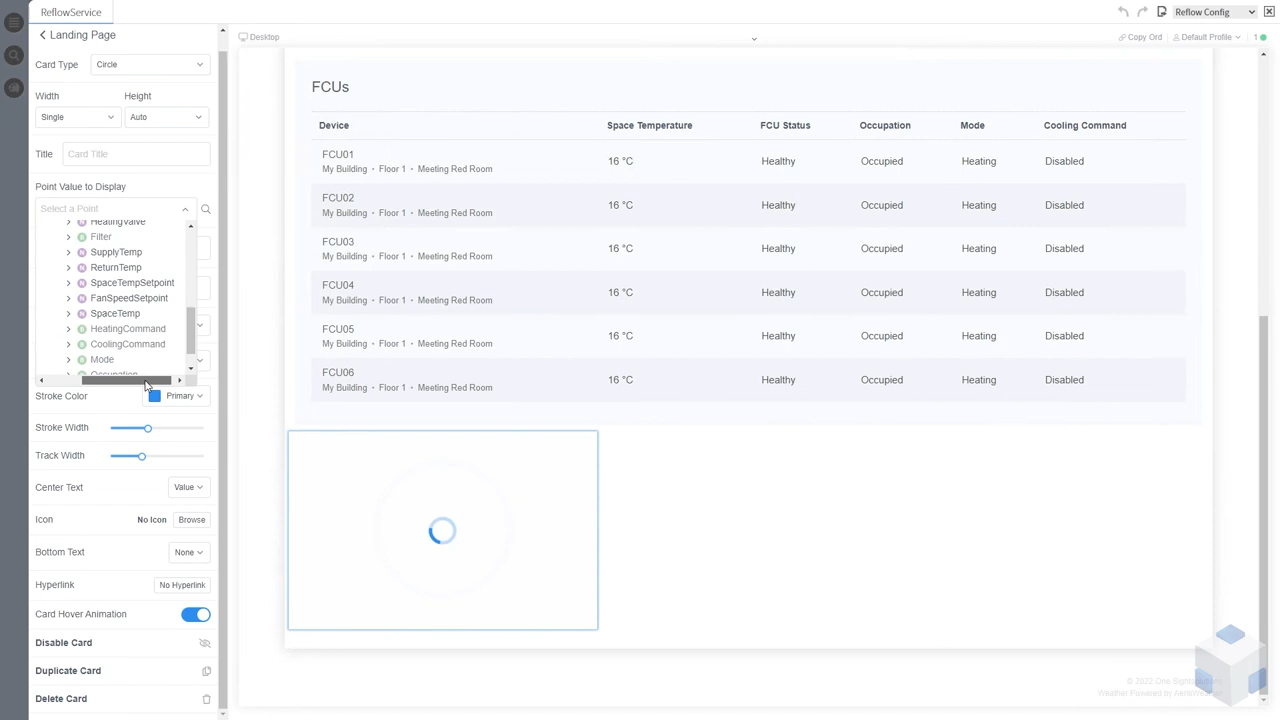 ReflowService
Reflow Config
Landing Page
Desktop
Copy Ord
Default Profile
1
Card Type
Circle
Width
Height
Single
Auto
Title
Card Title
Point Value to Display
Select a Point
HeatingValve
Filter
SupplyTemp
ReturnTemp
SpaceTempSetpoint
FanSpeedSetpoint
SpaceTemp
HeatingCommand
CoolingCommand
Mode
Occupation
Stroke Color
Primary
Stroke Width
Track Width
Center Text
Value
Icon
No Icon
Browse
Bottom Text
None
Hyperlink
No Hyperlink
Card Hover Animation
Disable Card
Duplicate Card
Delete Card
FCUs
Device Space Temperature FCU Status Occupation Mode Cooling Command
FCU01
My Building • Floor 1 • Meeting Red Room
16 °C Healthy Occupied Heating Disabled
FCU02
My Building • Floor 1 • Meeting Red Room
16 °C Healthy Occupied Heating Disabled
FCU03
My Building • Floor 1 • Meeting Red Room
16 °C Healthy Occupied Heating Disabled
FCU04
My Building • Floor 1 • Meeting Red Room
16 °C Healthy Occupied Heating Disabled
FCU05
My Building • Floor 1 • Meeting Red Room
16 °C Healthy Occupied Heating Disabled
FCU06
My Building • Floor 1 • Meeting Red Room
16 °C Healthy Occupied Heating Disabled
© 2022 One
Weather Powered by